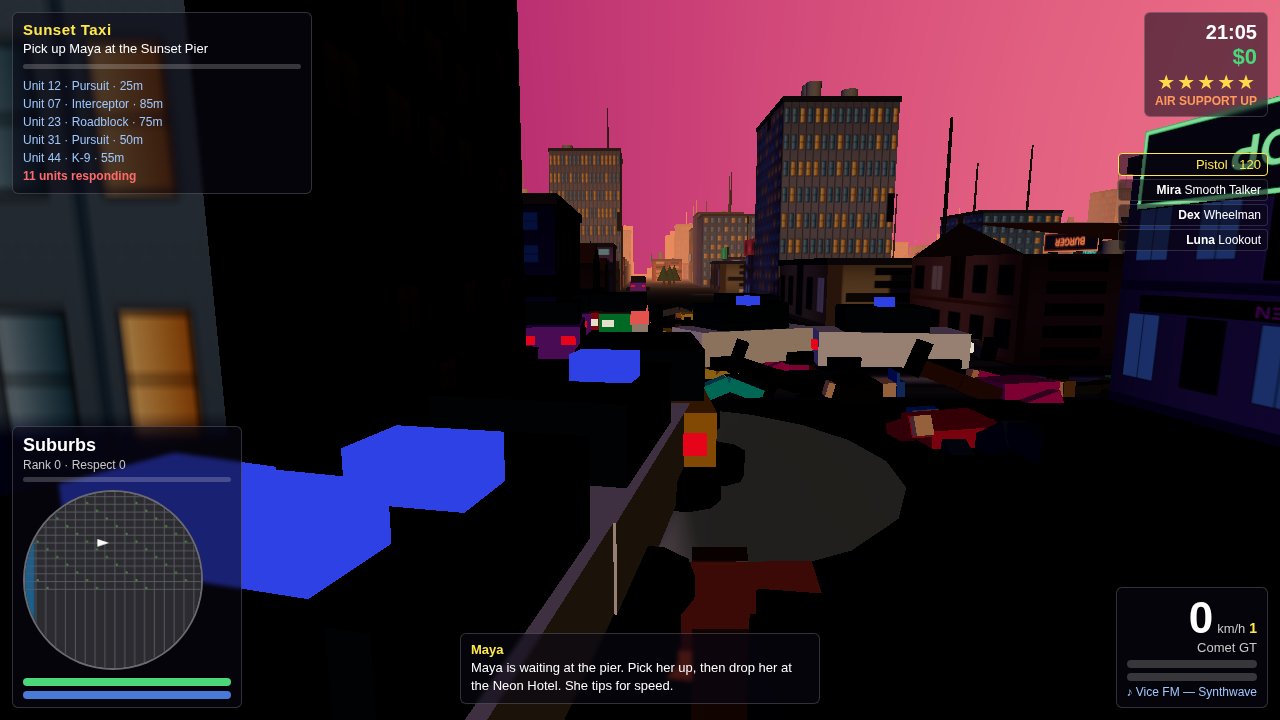 Sunset Taxi
Pick up Maya at the Sunset Pier
Unit 12 · Pursuit · 25m
Unit 07 · Interceptor · 85m
Unit 23 · Roadblock · 75m
Unit 31 · Pursuit · 50m
Unit 44 · K-9 · 55m
11 units responding
21:05
$0
★★★★★
AIR SUPPORT UP
Pistol · 120
Mira Smooth Talker
Dex Wheelman
Luna Lookout
BURGER
Suburbs
Rank 0 · Respect 0
Maya
Maya is waiting at the pier. Pick her up, then drop her at
the Neon Hotel. She tips for speed.
0 km/h 1
Comet GT
♪ Vice FM — Synthwave